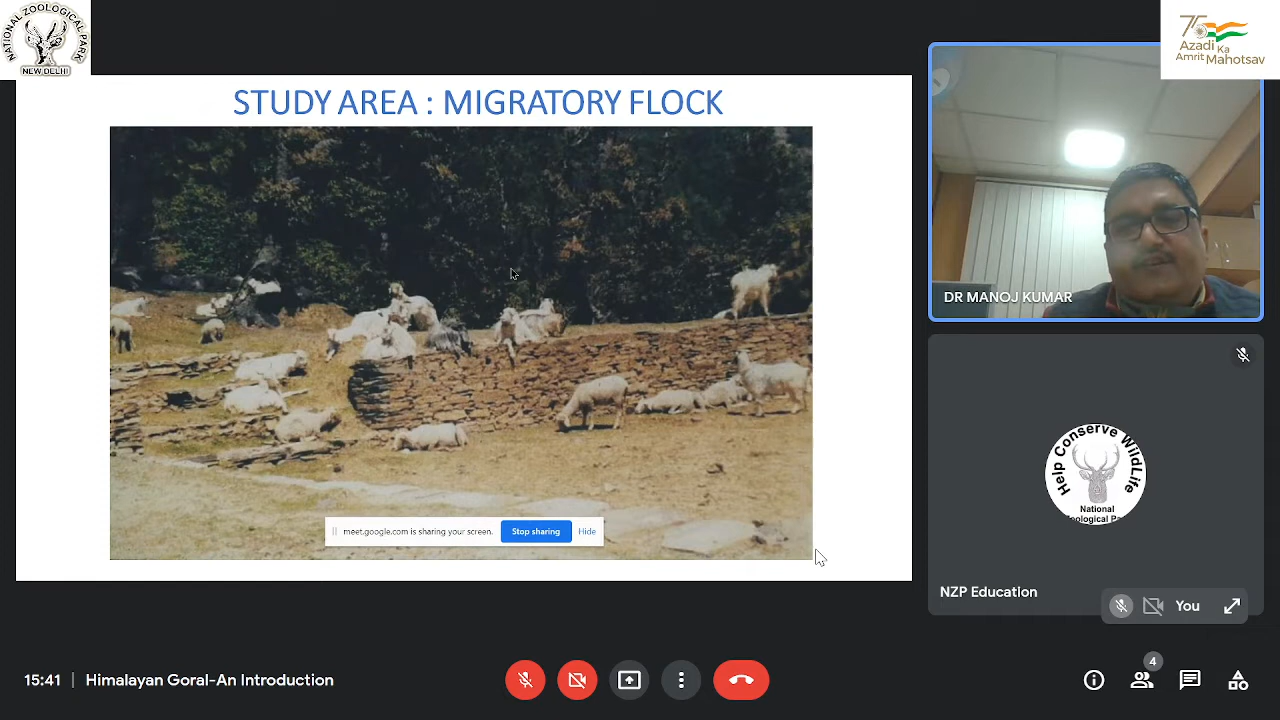 NATIONAL ZOOLOGICAL PARK
NEW DELHI
75
Azadi
Ka
Amrit Mahotsav
STUDY AREA : MIGRATORY FLOCK
meet.google.com is sharing your screen.
Stop sharing
Hide
DR MANOJ KUMAR
Help Conserve WildLife
National
NZP Education
You
15:41
Himalayan Goral-An Introduction
4